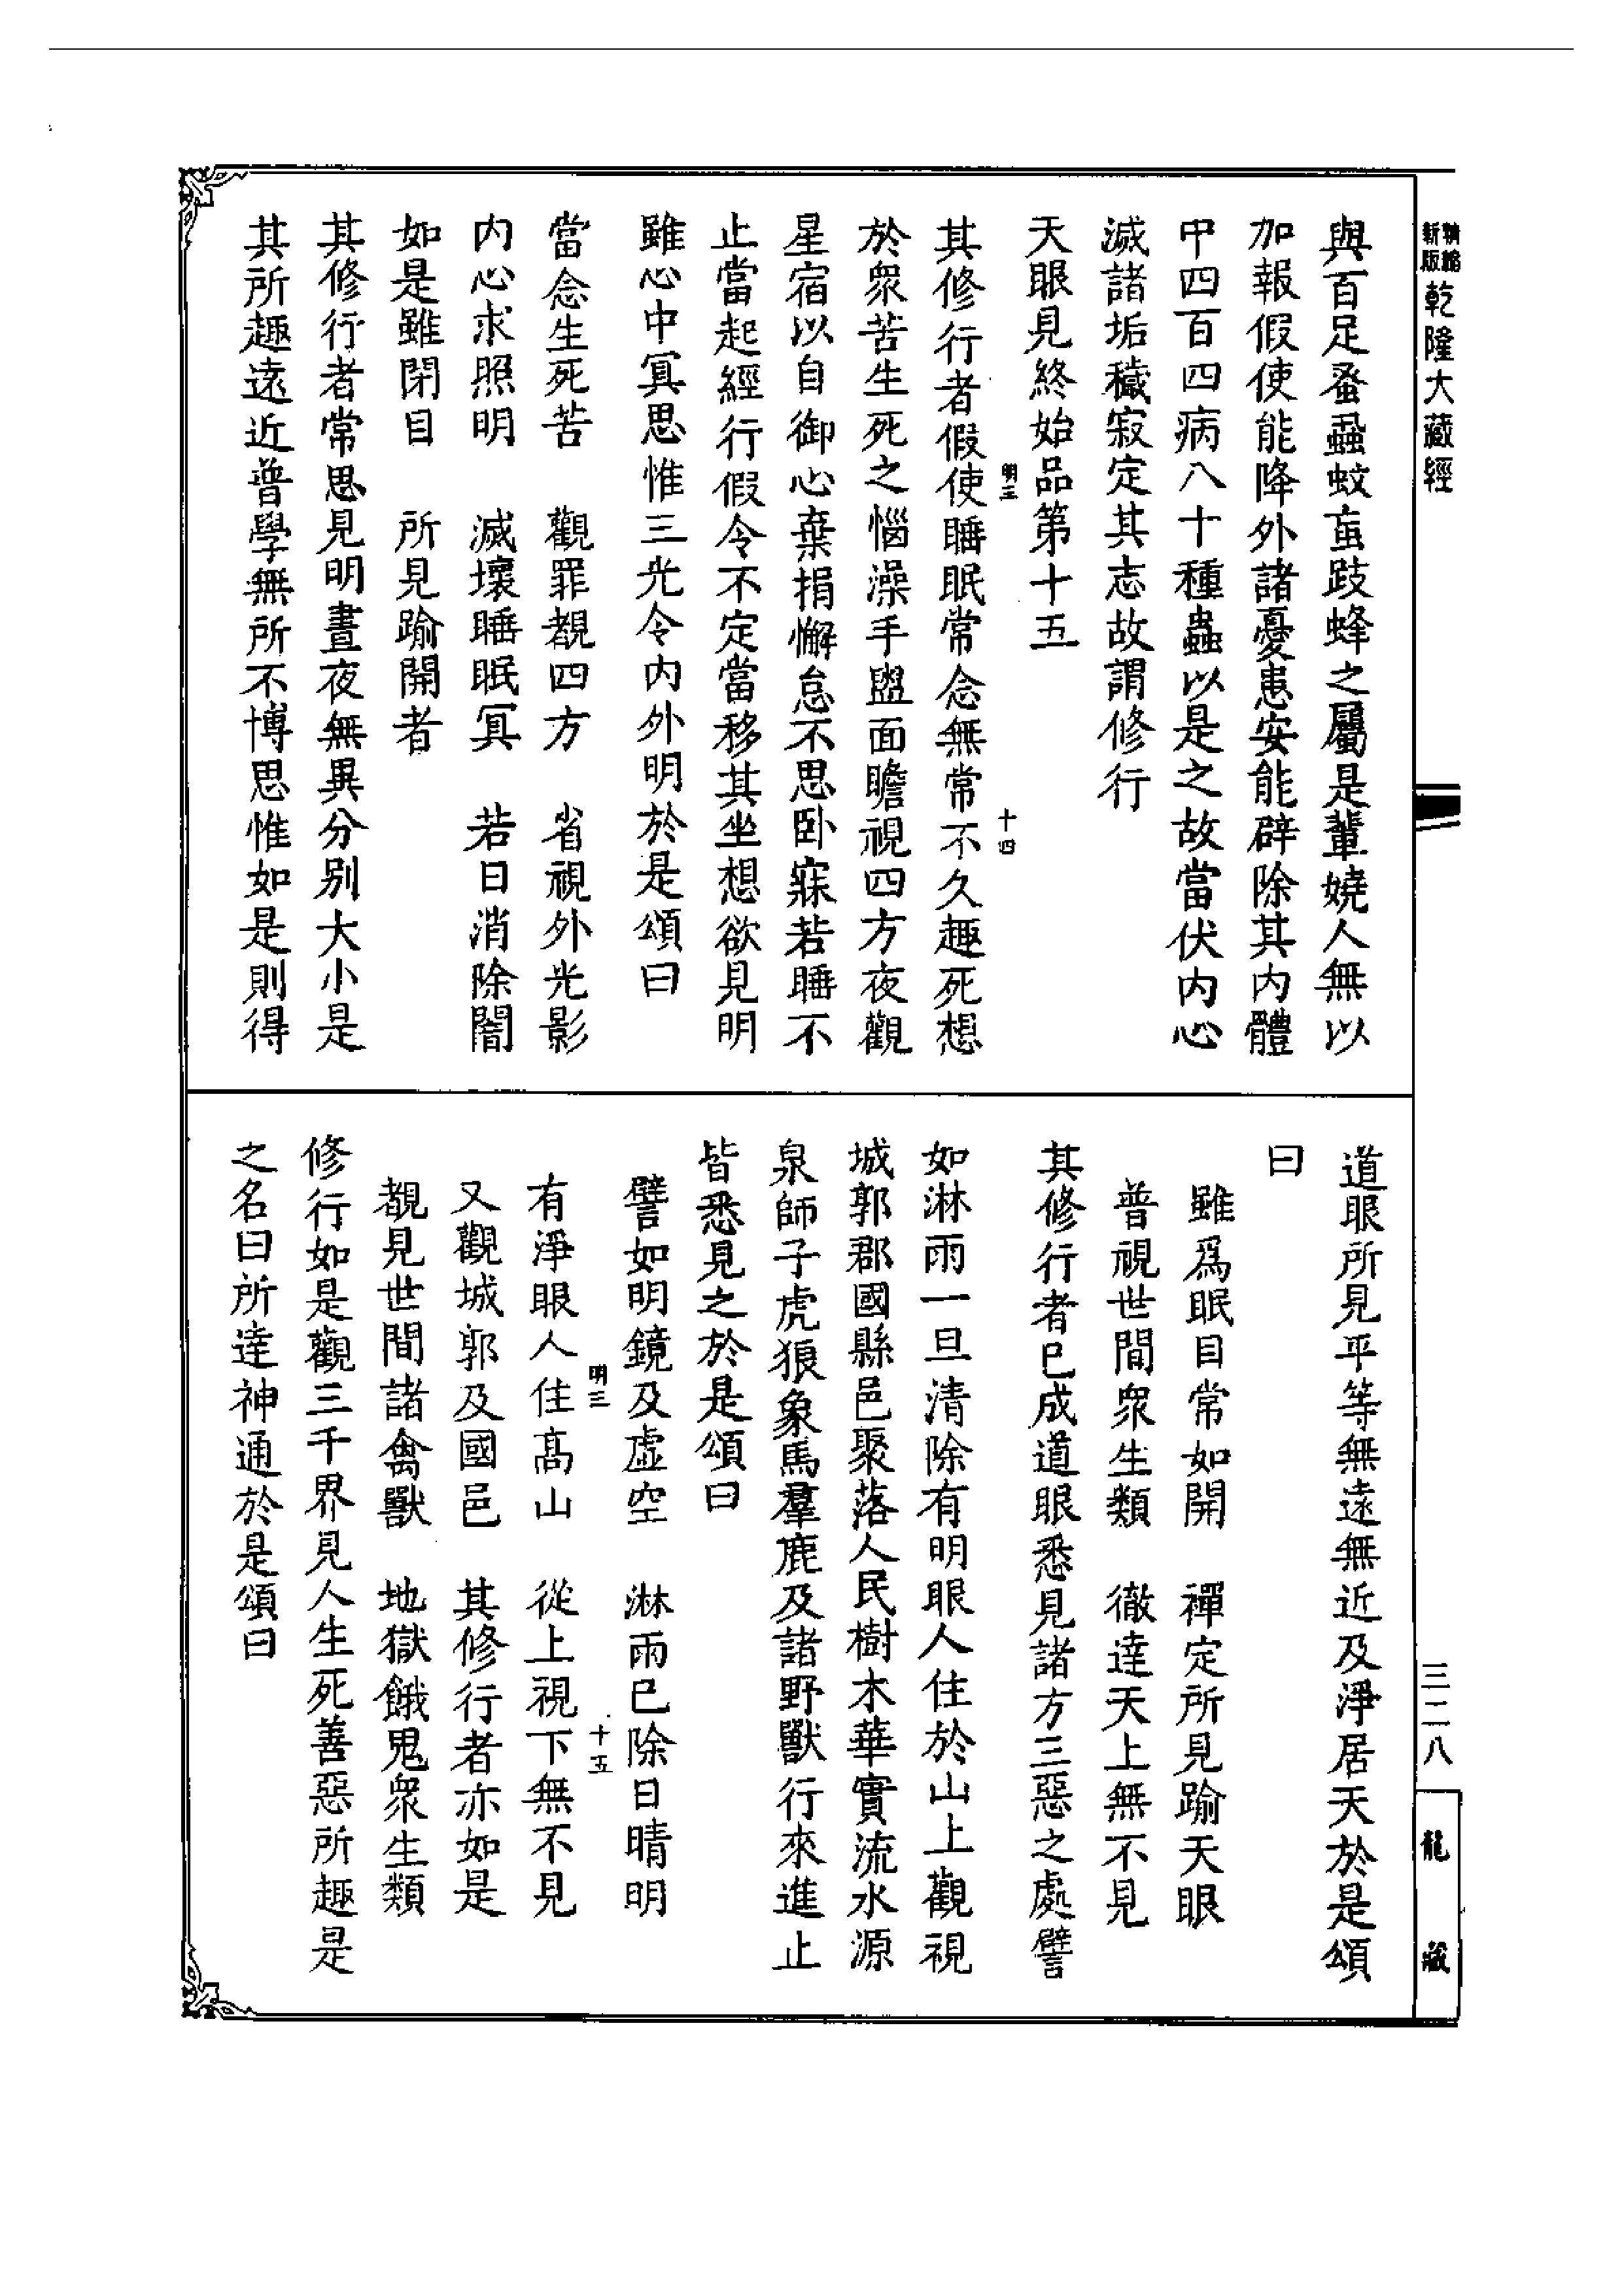 精縮
新版
乾隆大藏經
與百足蚤蝨蚊虻蚑蜂之屬是輩嬈人無以
加報假使能降外諸憂患安能辟除其內體
中四百四病八十種蟲以是之故當伏內心
滅諸垢穢寂定其志故謂修行
天眼見終始品第十五
明三
十四
其修行者假使睡眠常念無常不久趣死想
於眾苦生死之惱澡手盥面瞻視四方夜觀
星宿以自御心棄捐懈怠不思臥寐若睡不
止當起經行假令不定當移其坐想欲見明
雖心中冥思惟三光令內外明於是頌曰
當念生死苦　觀罪覩四方　省視外光影
內心求照明　滅壞睡眠冥　若日消除闇
如是雖閉目　所見踰開者
其修行者常思見明晝夜無異分別大小是
其所趣遠近普學無所不博思惟如是則得
道眼所見平等無遠無近及淨居天於是頌
曰
雖為眠目常如開　禪定所見踰天眼
普視世間眾生類　徹達天上無不見
其修行者已成道眼悉見諸方三惡之處譬
如淋雨一旦清除有明眼人住於山上觀視
城郭郡國縣邑聚落人民樹木華實流水源
泉師子虎狼象馬羣鹿及諸野獸行來進止
皆悉見之於是頌曰
譬如明鏡及虛空　淋雨已除日晴明
明三
十五
有淨眼人住高山　從上視下無不見
又觀城郭及國邑　其修行者亦如是
覩見世間諸禽獸　地獄餓鬼眾生類
修行如是觀三千界見人生死善惡所趣是
之名曰所達神通於是頌曰
三二八
龍藏